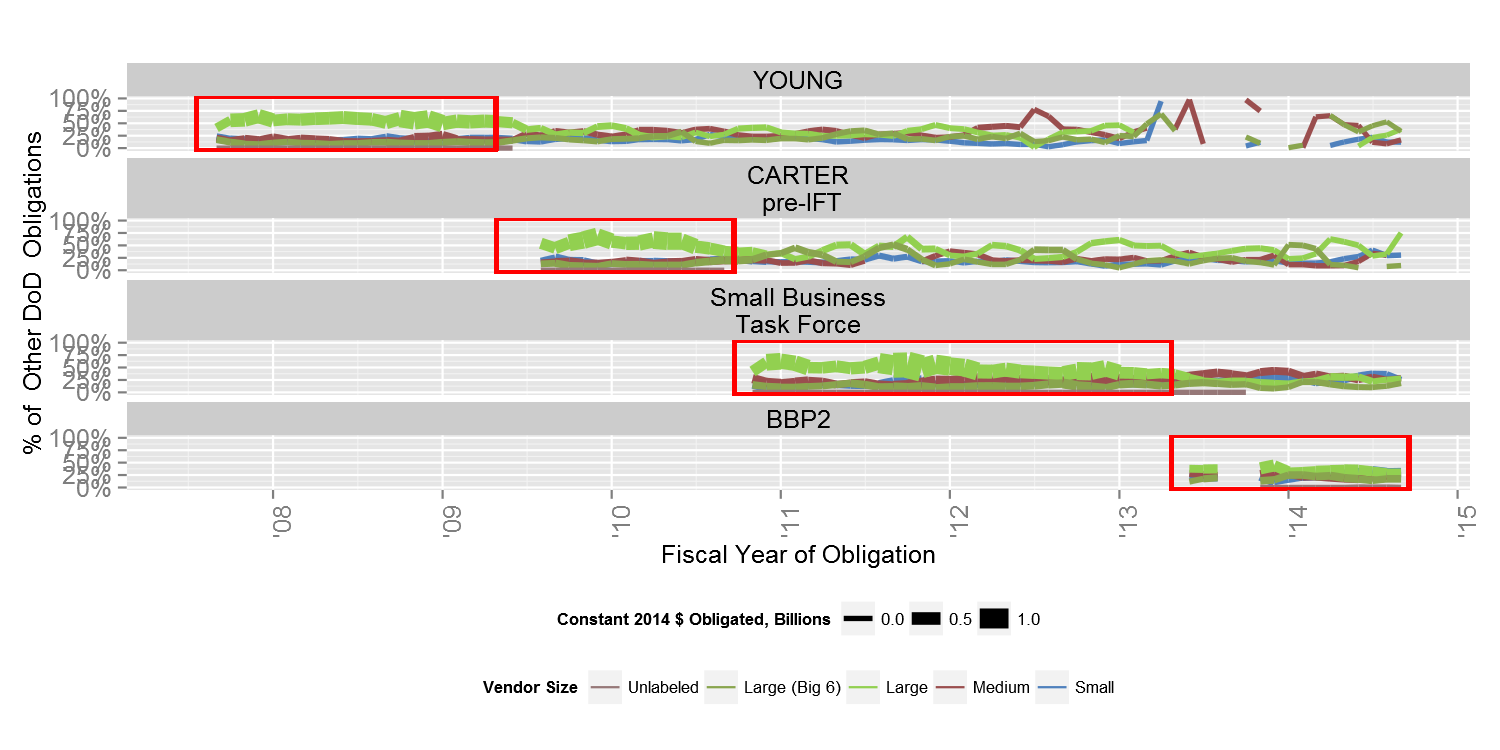 YOUNG
100%
75%
50%
25%
0%
CARTER
pre-IFT
100%
75%
50%
25%
0%
Small Business
Task Force
100%
75%
50%
25%
0%
BBP2
100%
75%
50%
25%
0%
% of Other DoD Obligations
'08 '09 '10 '11 '12 '13 '14 '15
Fiscal Year of Obligation
Constant 2014 $ Obligated, Billions 0.0 0.5 1.0
Vendor Size Unlabeled Large (Big 6) Large Medium Small